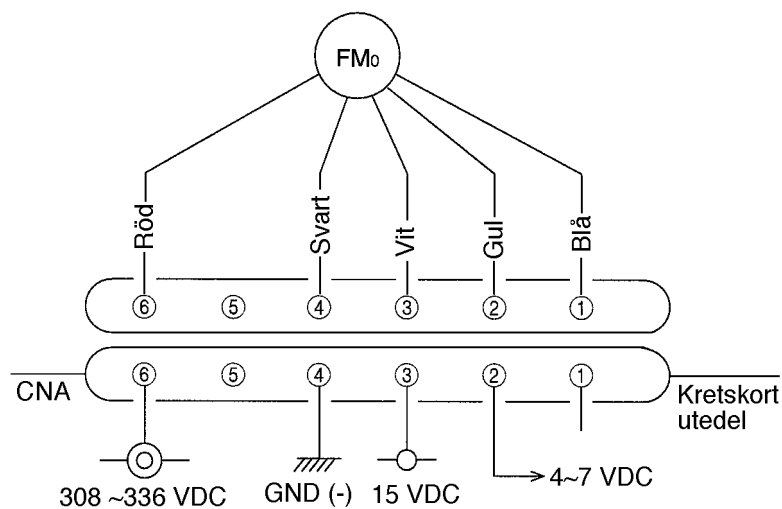 FM0
Röd
Svart
Vit
Gul
Blå
6 5 4 3 2 1
6 5 4 3 2 1
CNA
Kretskort
utedel
308 ~336 VDC
GND (-)
15 VDC
4~7 VDC